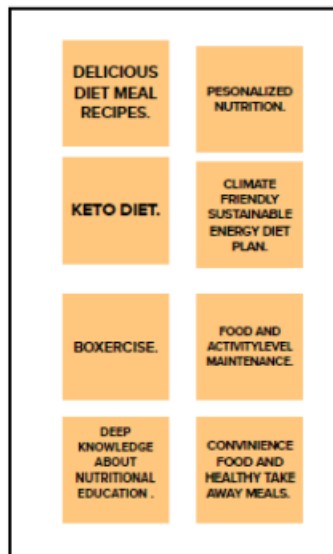 DELICIOUS
DIET MEAL
RECIPES.
PESONALIZED
NUTRITION.
KETO DIET.
CLIMATE
FRIENDLY
SUSTAINABLE
ENERGY DIET
PLAN.
BOXERCISE.
FOOD AND
ACTIVITYLEVEL
MAINTENANCE.
DEEP
KNOWLEDGE
ABOUT
NUTRITIONAL
EDUCATION .
CONVINIENCE
FOOD AND
HEALTHY TAKE
AWAY MEALS.